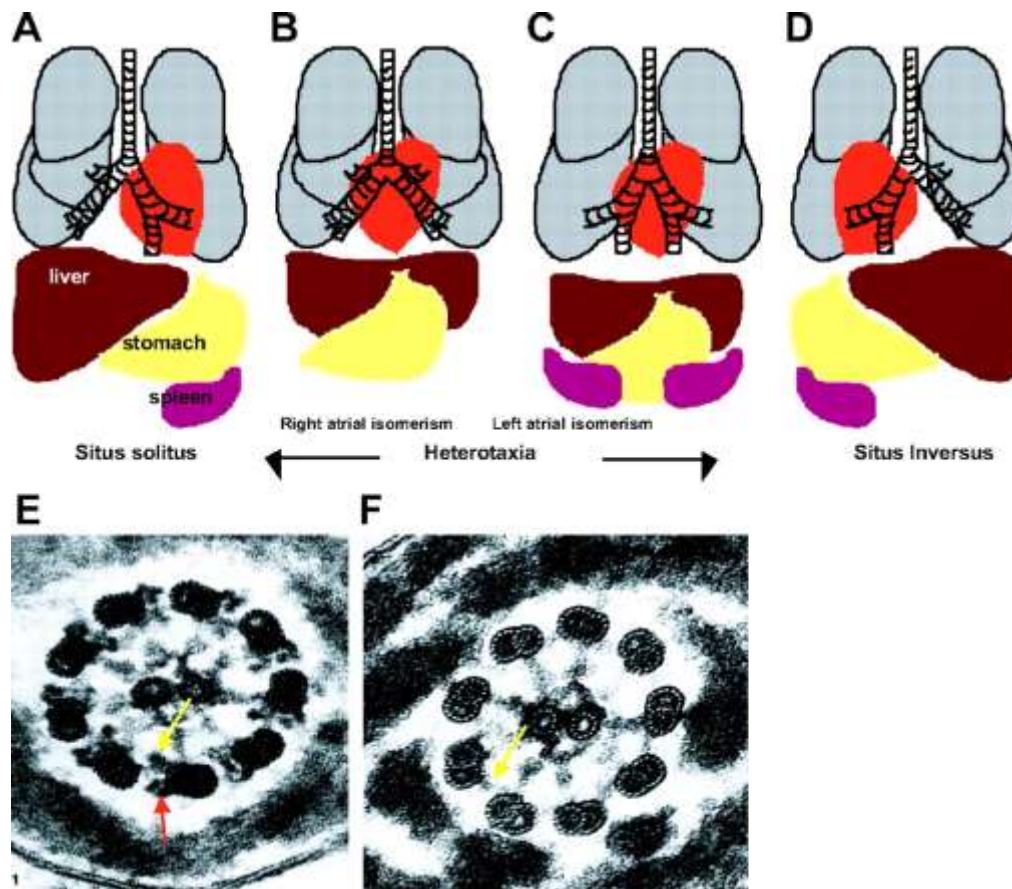 A B C D
liver
stomach
spleen
Right atrial isomerism Left atrial isomerism
Situs solitus Heterotaxia Situs Inversus
E F
1